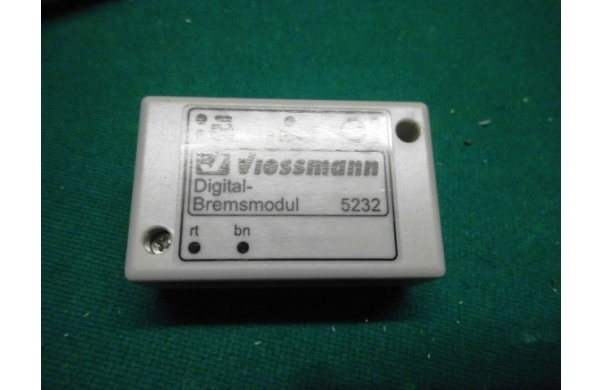 Viessmann
Digital-
Bremsmodul 5232
rt bn